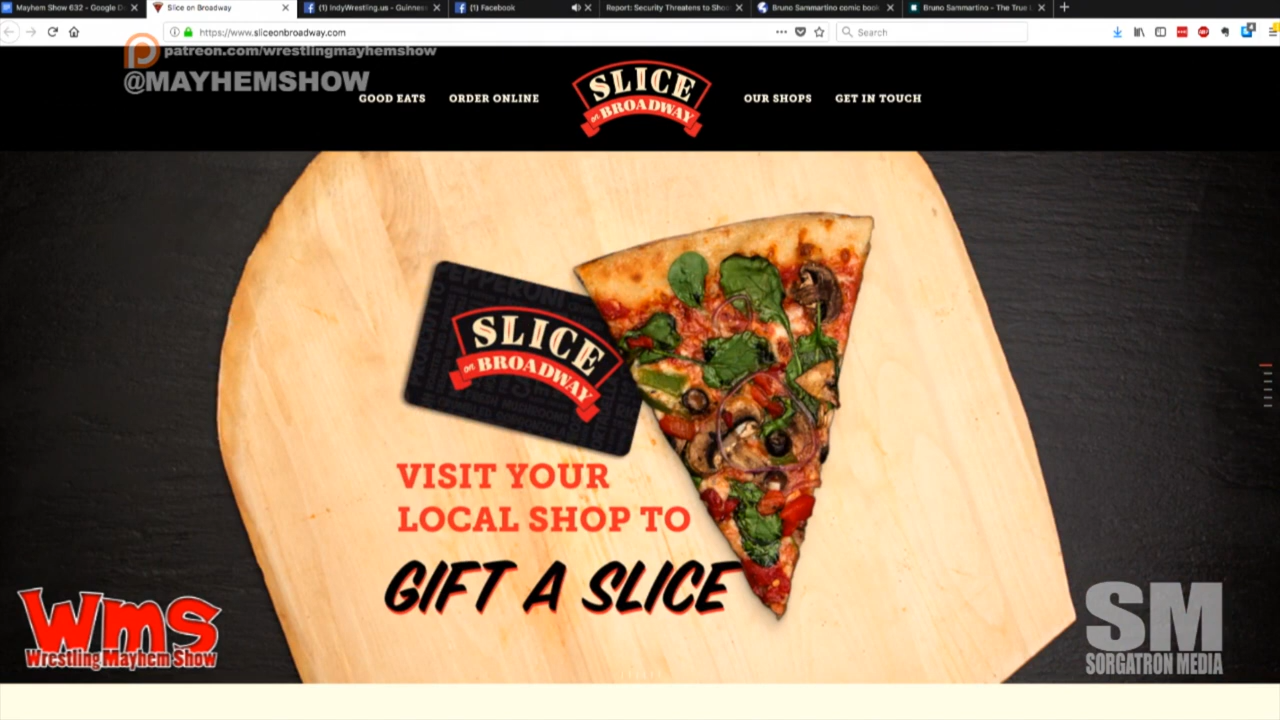 Mayhem Show 632 - Google D
Slice on Broadway
(1) IndyWrestling.us - Guinness
(1) Facebook
Report: Security Threatens to Sho
Bruno Sammartino comic book
Bruno Sammartino - The True L
https://www.sliceonbroadway.com
Search
patreon.com/wrestlingmayhemshow
@MAYHEMSHOW
GOOD EATS
ORDER ONLINE
SLICE
on BROADWAY
OUR SHOPS
GET IN TOUCH
PEPPERONI
SLICE
on BROADWAY
VISIT YOUR
LOCAL SHOP TO
GIFT A SLICE
WMS
Wrestling Mayhem Show
SM
SORGATRON MEDIA